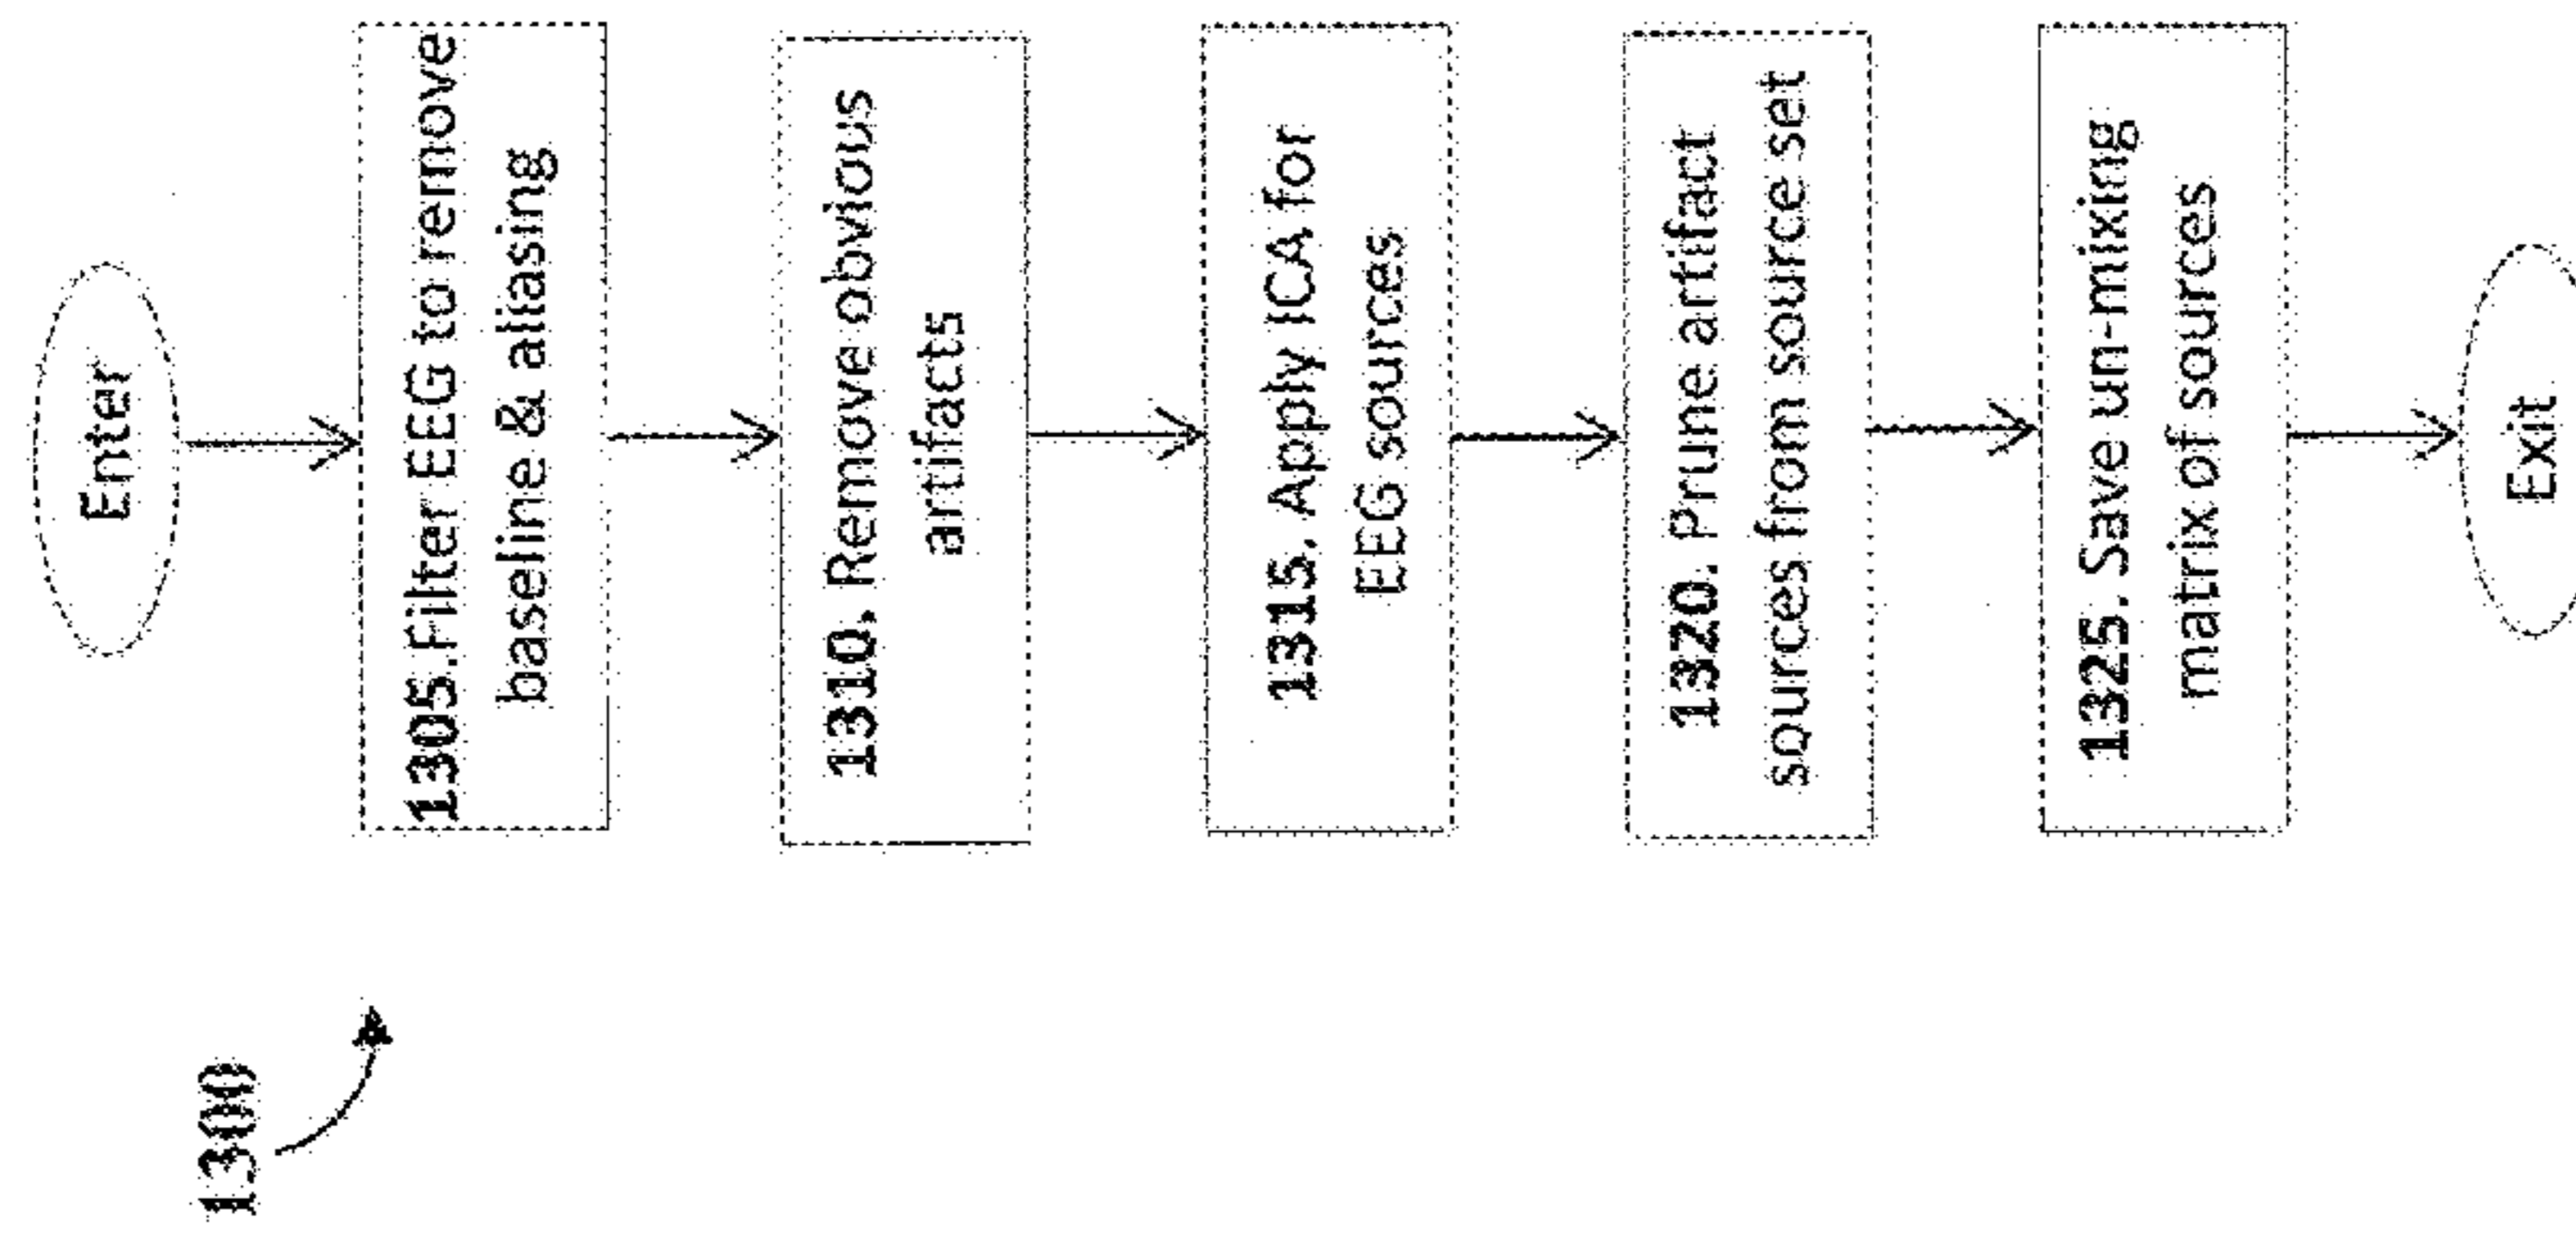 1300
Enter
1305.Filter EEG to remove
baseline & aliasing
1310. Remove obvious
artifacts
1315. Apply ICA for
EEG sources
1320. Prune artifact
sources from source set
1325. Save un-mixing
matrix of sources
Exit